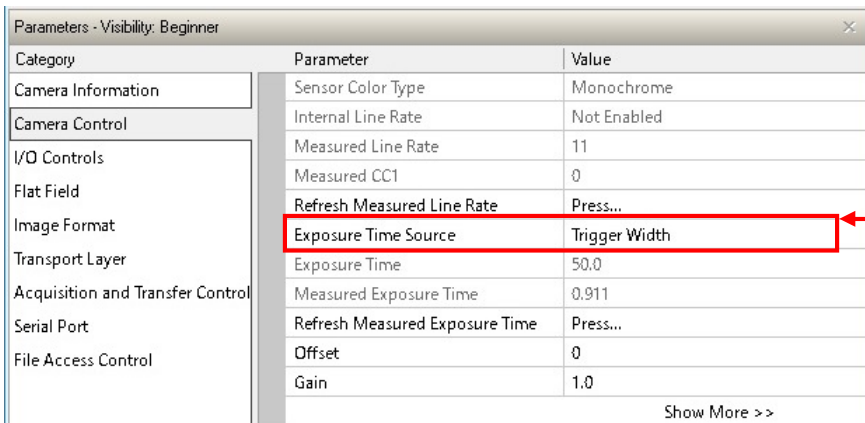 Parameters - Visibility: Beginner
Category
Camera Information
Camera Control
I/O Controls
Flat Field
Image Format
Transport Layer
Acquisition and Transfer Control
Serial Port
File Access Control
Parameter Value
Sensor Color Type Monochrome
Internal Line Rate Not Enabled
Measured Line Rate 11
Measured CC1 0
Refresh Measured Line Rate Press...
Exposure Time Source Trigger Width
Exposure Time 50.0
Measured Exposure Time 0.911
Refresh Measured Exposure Time Press...
Offset 0
Gain 1.0
Show More >>